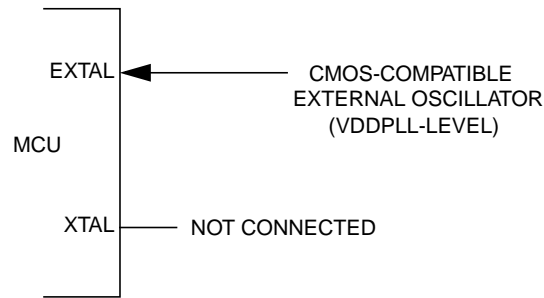 EXTAL
CMOS-COMPATIBLE
EXTERNAL OSCILLATOR
(VDDPLL-LEVEL)
MCU
XTAL
NOT CONNECTED